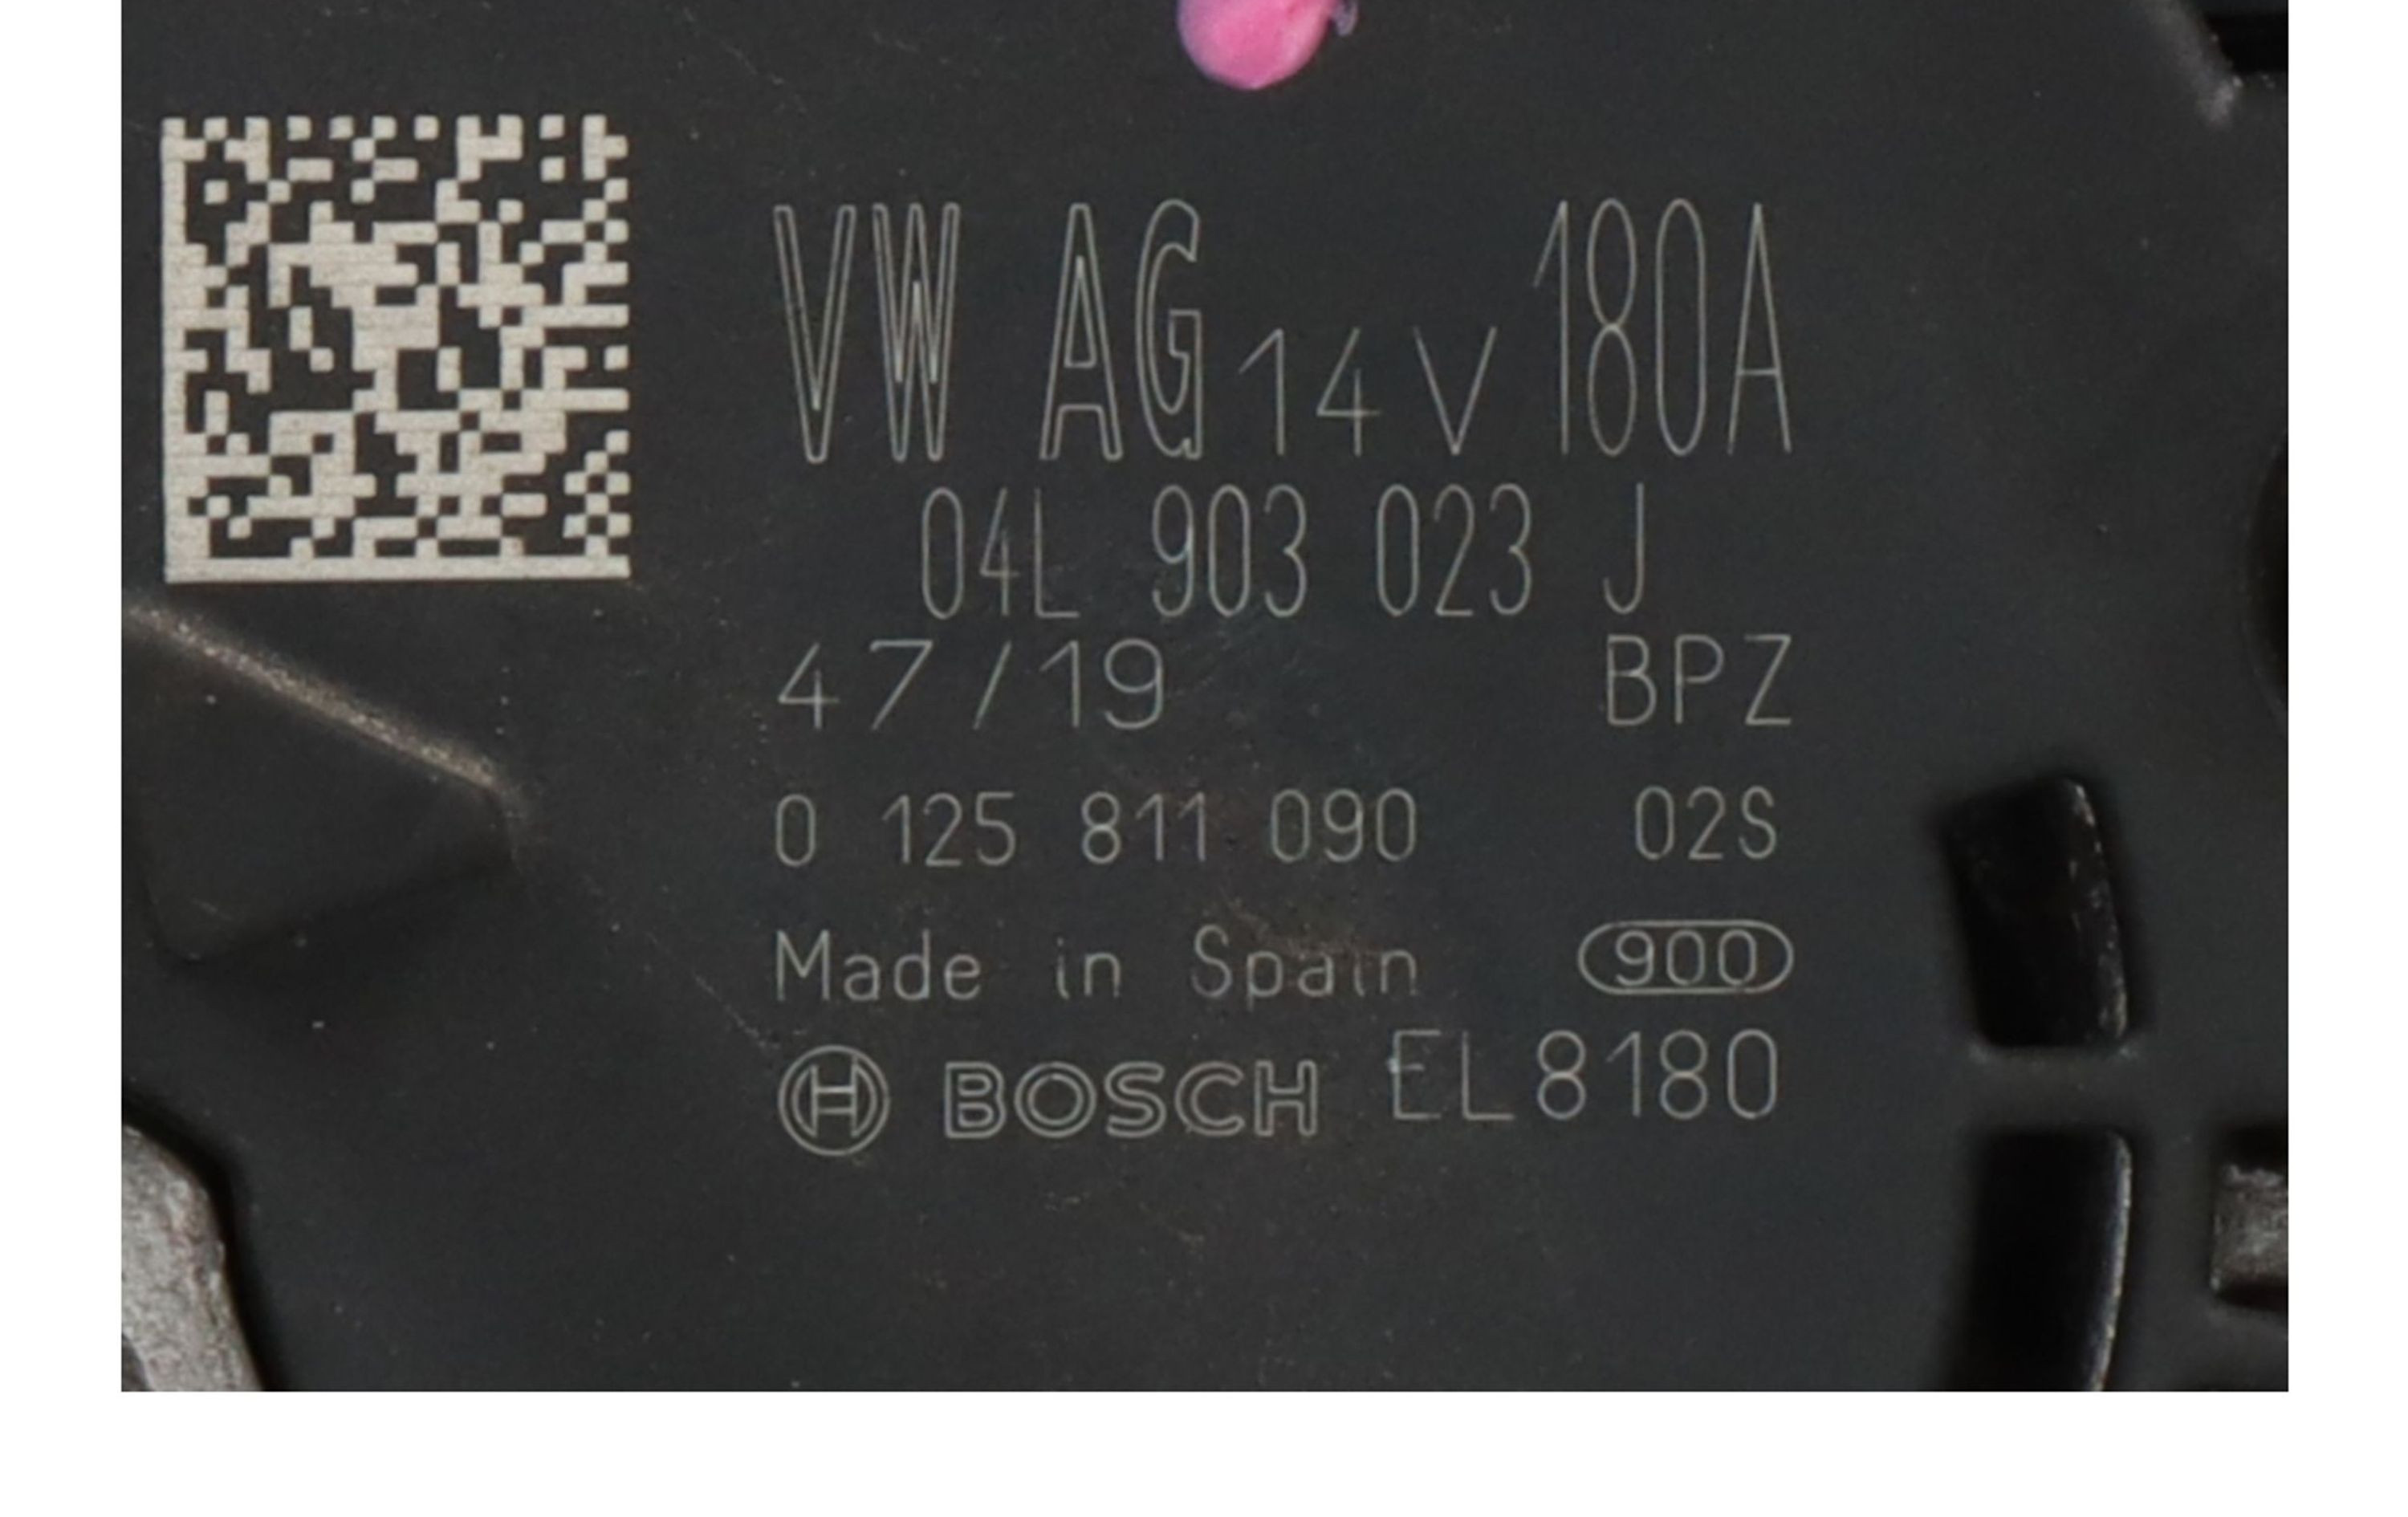 VW AG 14V 180A
04L 903 023 J
47/19 BPZ
0 125 811 090 02S
Made in Spain 900
BOSCH EL8180